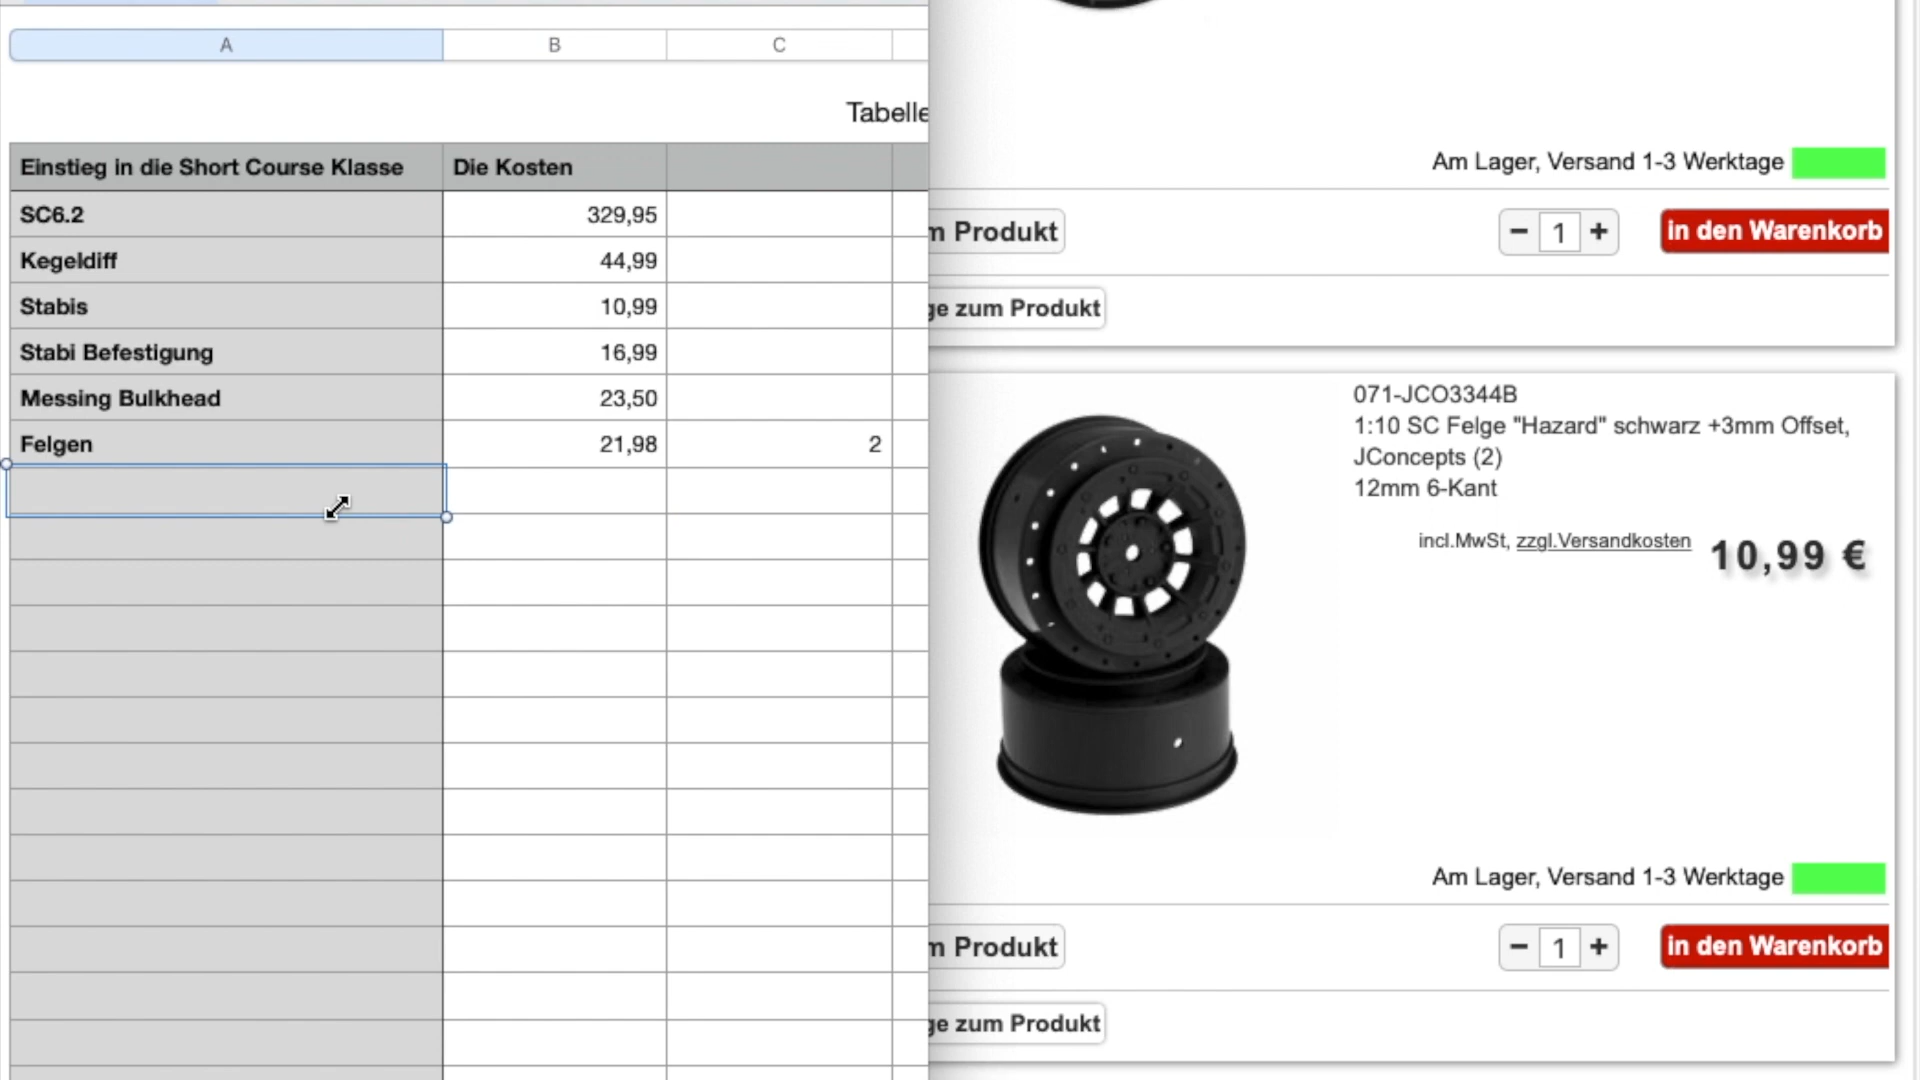 A B C
Tabelle
Einstieg in die Short Course Klasse Die Kosten
SC6.2 329,95
Kegeldiff 44,99
Stabis 10,99
Stabi Befestigung 16,99
Messing Bulkhead 23,50
Felgen 21,98 2
Am Lager, Versand 1-3 Werktage
Produkt − 1 + in den Warenkorb
zum Produkt
071-JCO3344B
1:10 SC Felge "Hazard" schwarz +3mm Offset,
JConcepts (2)
12mm 6-Kant
incl.MwSt, zzgl.Versandkosten 10,99 €
Am Lager, Versand 1-3 Werktage
Produkt − 1 + in den Warenkorb
zum Produkt